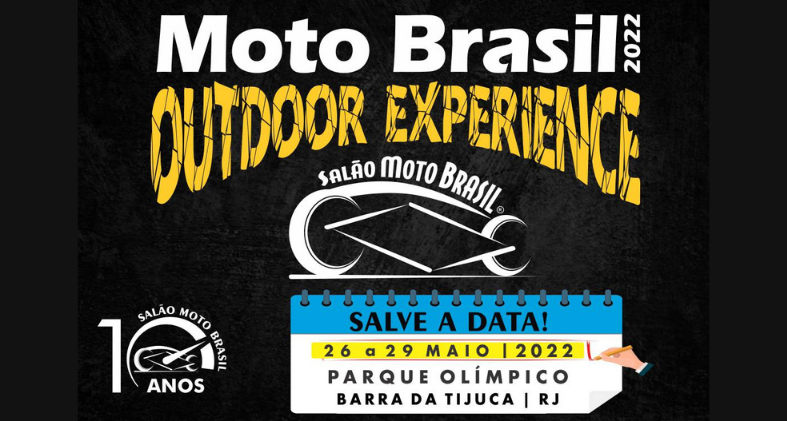 Moto Brasil 2022
OUTDOOR EXPERIENCE
SALÃO MOTO BRASIL®
SALVE A DATA!
26 a 29 MAIO | 2022
PARQUE OLÍMPICO
BARRA DA TIJUCA | RJ
10
SALÃO MOTO BRASIL
ANOS